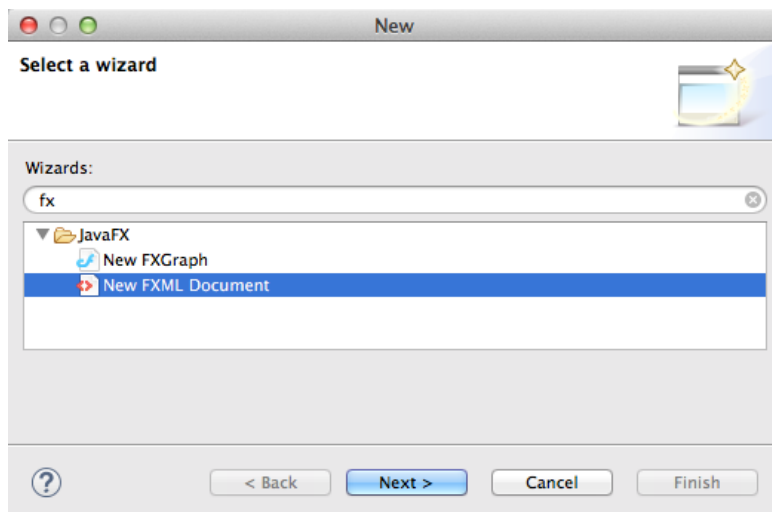 New
Select a wizard
Wizards:
fx
JavaFX
New FXGraph
New FXML Document
? < Back Next > Cancel Finish